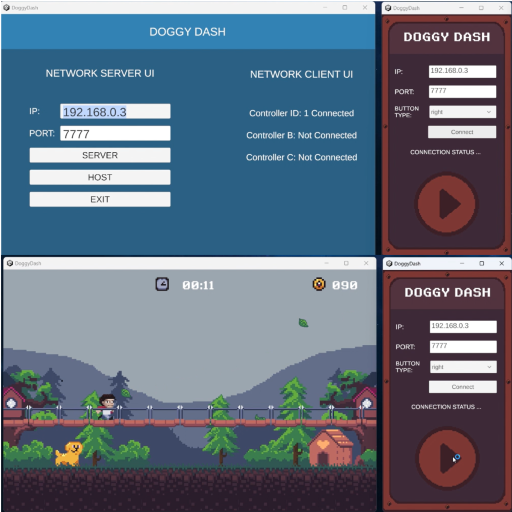 DoggyDash
DOGGY DASH
NETWORK SERVER UI
NETWORK CLIENT UI
IP:
192.168.0.3
Controller ID: 1 Connected
PORT:
7777
Controller B: Not Connected
SERVER
Controller C: Not Connected
HOST
EXIT
DoggyDash
DOGGY DASH
IP:
192.168.0.3
PORT:
7777
BUTTON
TYPE:
right
Connect
CONNECTION STATUS ...
DoggyDash
00:11
090
DoggyDash
DOGGY DASH
IP:
192.168.0.3
PORT:
7777
BUTTON
TYPE:
right
Connect
CONNECTION STATUS ...